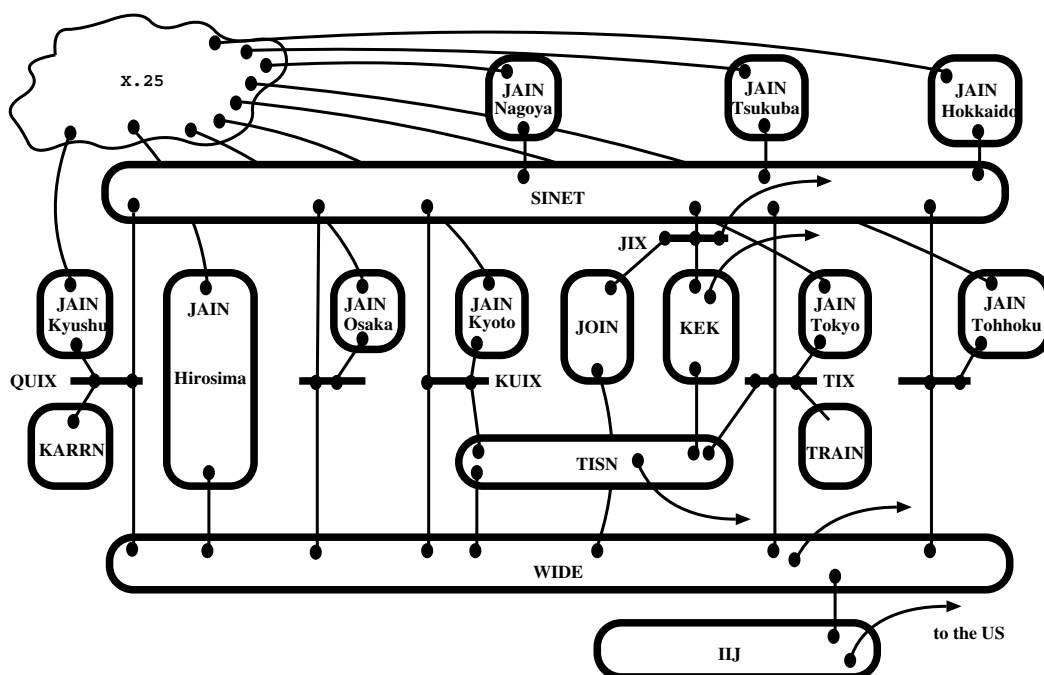 X.25
JAIN
Nagoya
JAIN
Tsukuba
JAIN
Hokkaido
SINET
JIX
JAIN
Kyushu
JAIN
Hirosima
JAIN
Osaka
JAIN
Kyoto
JOIN
KEK
JAIN
Tokyo
JAIN
Tohhoku
QUIX
KUIX
TIX
KARRN
TISN
TRAIN
WIDE
to the US
IIJ